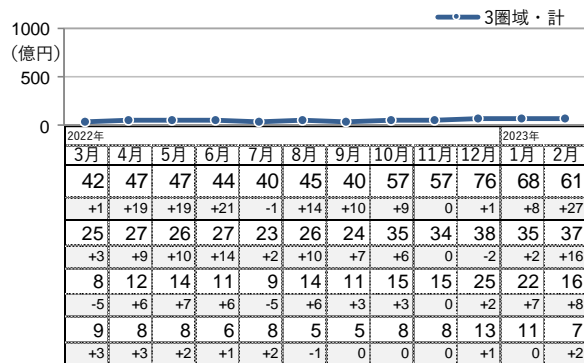 3圏域・計
1000
（億円）
500
0
2022年 2023年
3月 4月 5月 6月 7月 8月 9月 10月 11月 12月 1月 2月
42 47 47 44 40 45 40 57 57 76 68 61
+1 +19 +19 +21 -1 +14 +10 +9 0 +1 +8 +27
25 27 26 27 23 26 24 35 34 38 35 37
+3 +9 +10 +14 +2 +10 +7 +6 0 -2 +2 +16
8 12 14 11 9 14 11 15 15 25 22 16
-5 +6 +7 +6 -5 +6 +3 +3 0 +2 +7 +8
9 8 8 6 8 5 5 8 8 13 11 7
+3 +3 +2 +1 +2 -1 0 0 0 +1 0 +2